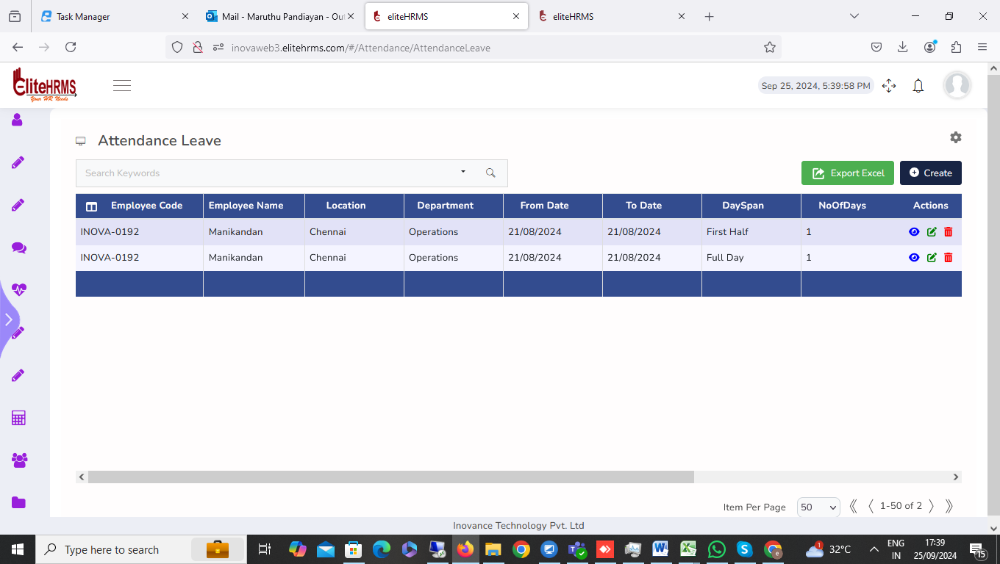 Task Manager
Mail - Maruthu Pandiayan - Out
eliteHRMS
eliteHRMS
inovaweb3.elitehrms.com/#/Attendance/AttendanceLeave
EliteHRMS
Your HR Needs
Sep 25, 2024, 5:39:58 PM
Attendance Leave
Search Keywords
Export Excel
Create
Employee Code Employee Name Location Department From Date To Date DaySpan NoOfDays Actions
INOVA-0192 Manikandan Chennai Operations 21/08/2024 21/08/2024 First Half 1
INOVA-0192 Manikandan Chennai Operations 21/08/2024 21/08/2024 Full Day 1
Item Per Page 50 1-50 of 2
Inovance Technology Pvt. Ltd
Type here to search
1
32°C
ENG
IN
17:39
25/09/2024
15